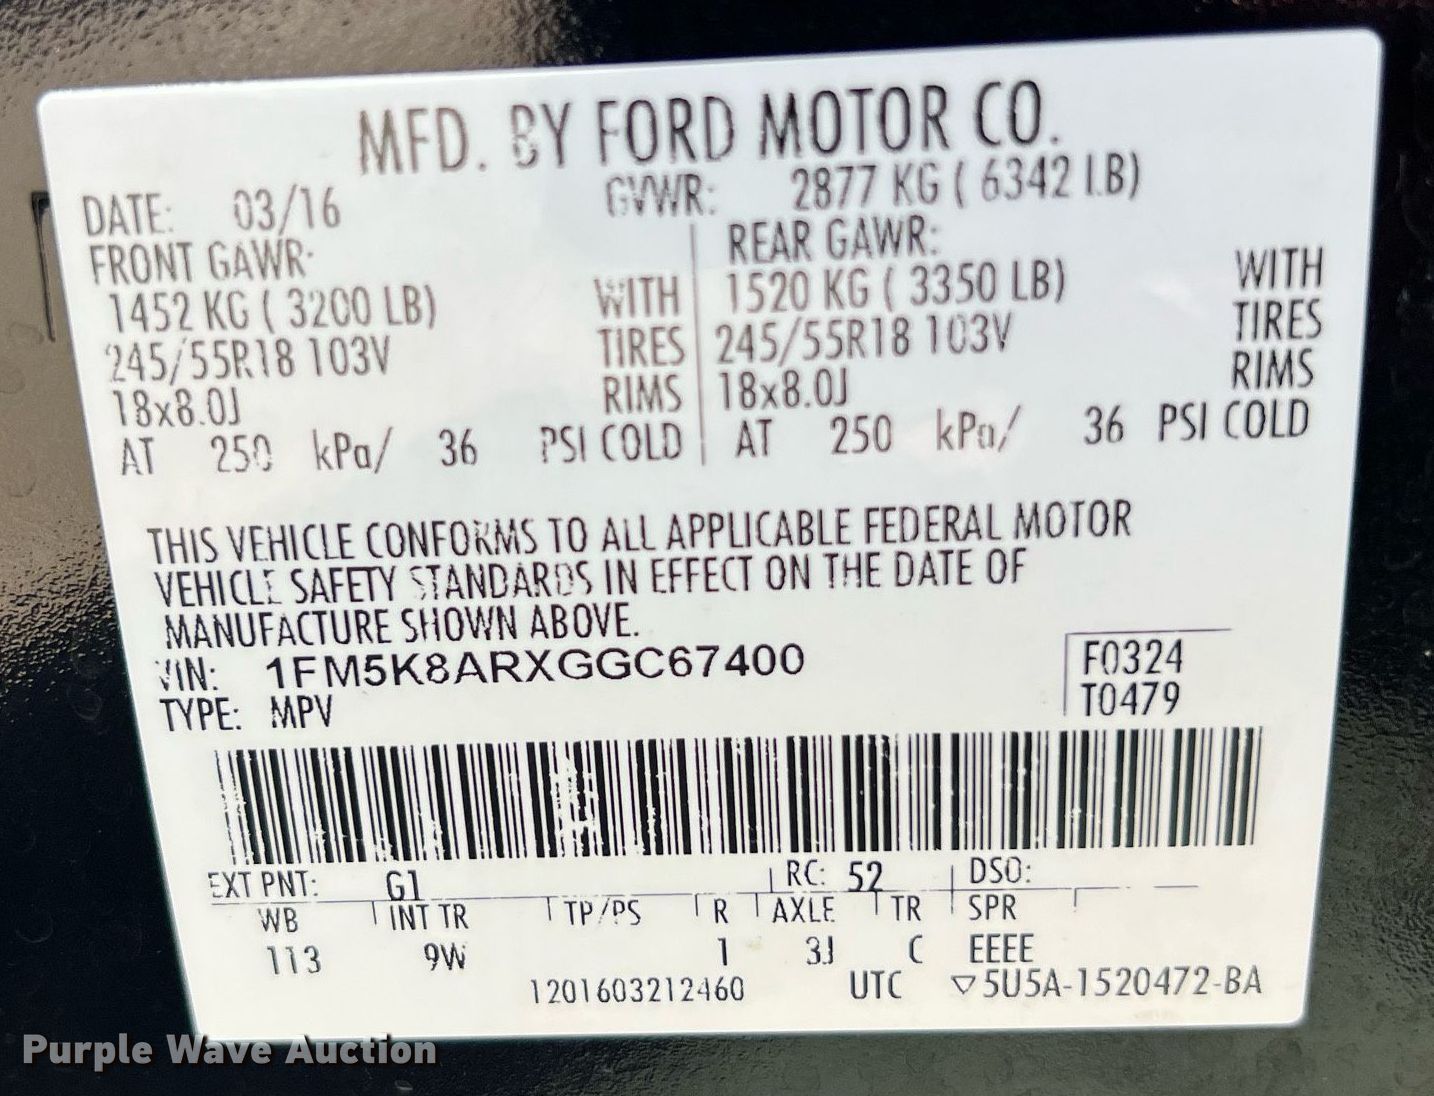 MFD. BY FORD MOTOR CO.
DATE: 03/16 GVWR: 2877 KG ( 6342 LB)
FRONT GAWR: REAR GAWR:
1452 KG ( 3200 LB) WITH 1520 KG ( 3350 LB) WITH
245/55R18 103V TIRES 245/55R18 103V TIRES
18x8.0J RIMS 18x8.0J RIMS
AT 250 kPa/ 36 PSI COLD AT 250 kPa/ 36 PSI COLD
THIS VEHICLE CONFORMS TO ALL APPLICABLE FEDERAL MOTOR
VEHICLE SAFETY STANDARDS IN EFFECT ON THE DATE OF
MANUFACTURE SHOWN ABOVE.
VIN: 1FM5K8ARXGGC67400 F0324
TYPE: MPV T0479
EXT PNT: G1 RC: 52 DSO:
WB INT TR TP/PS R AXLE TR SPR
113 9W 1 3J C EEEE
1201603212460 UTC ▽5U5A-1520472-BA
Purple Wave Auction